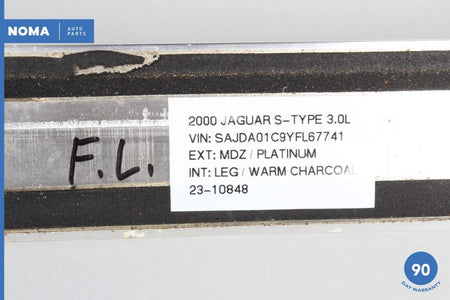 NOMA AUTO
PARTS
2000 JAGUAR S-TYPE 3.0L
VIN: SAJDA01C9YFL67741
F.L.
EXT: MDZ / PLATINUM
INT: LEG / WARM CHARCOAL
23-10848
90
DAY WARRANTY